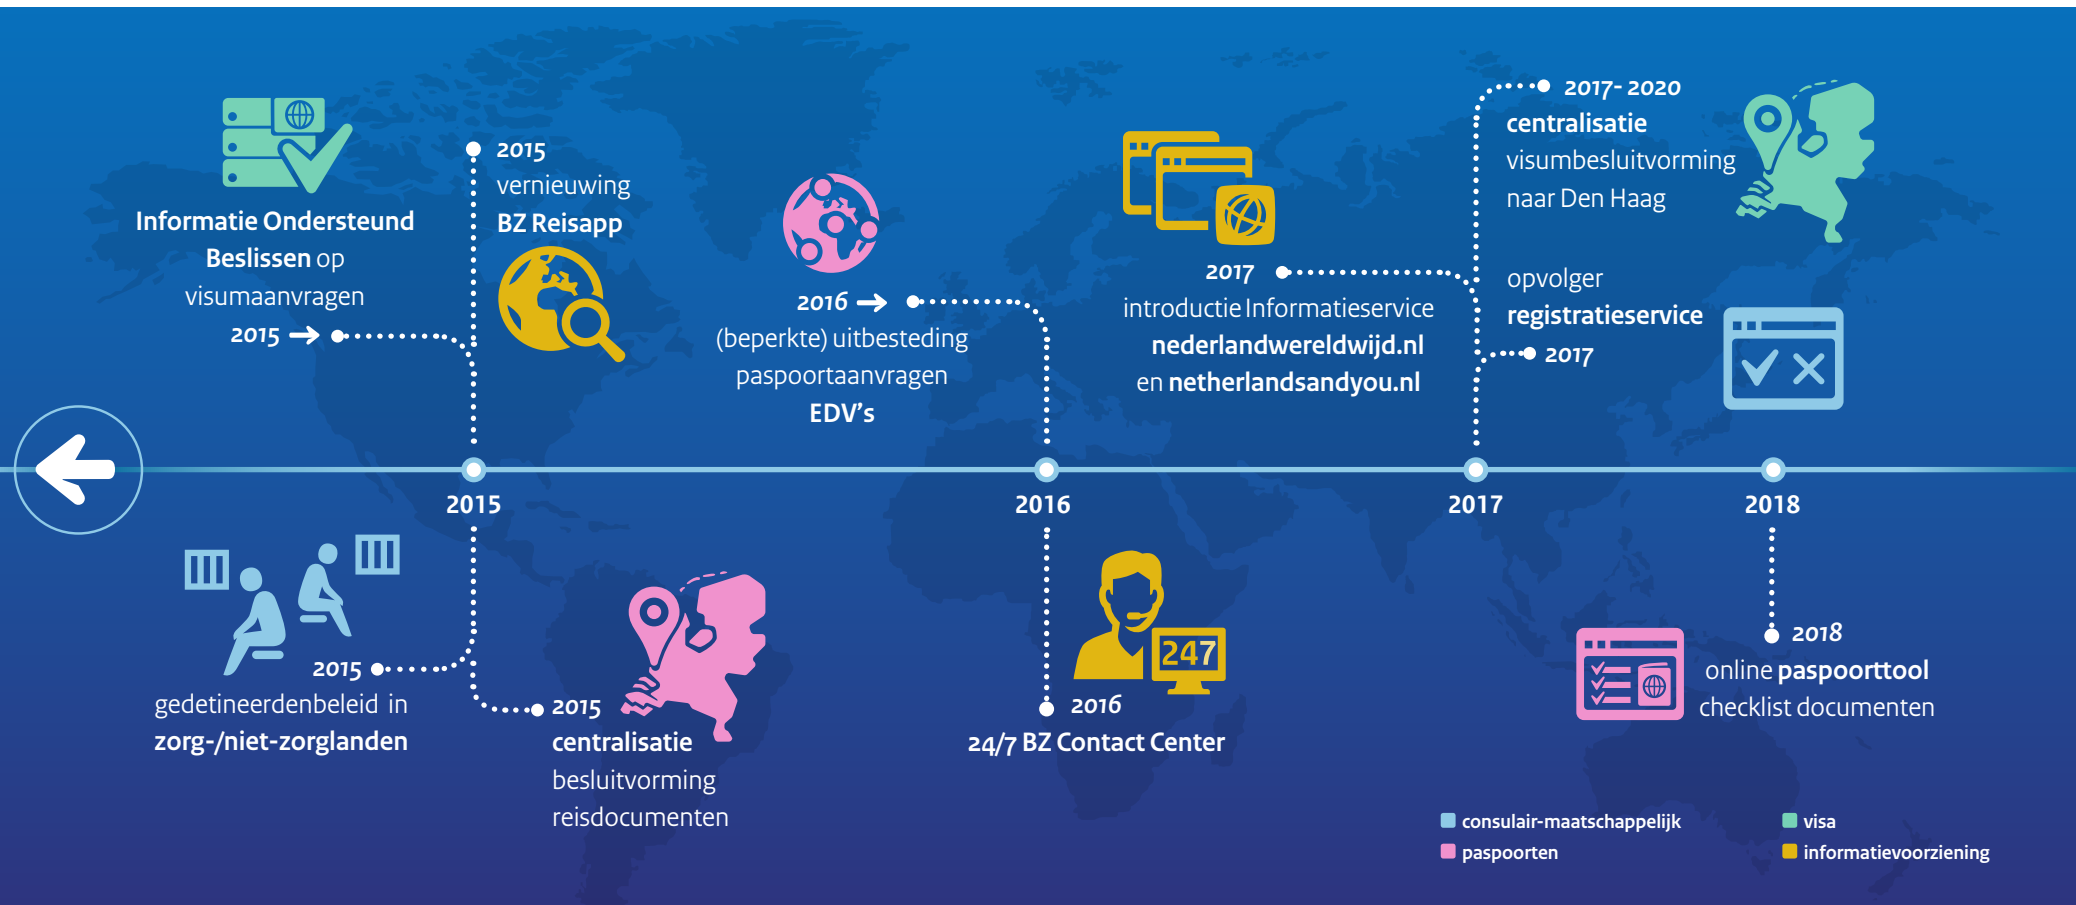 Informatie Ondersteund
Beslissen op
visumaanvragen
2015
2015
vernieuwing
BZ Reisapp
2016
(beperkte) uitbesteding
paspoortaanvragen
EDV's
2017
introductie Informatieservice
nederlandwereldwijd.nl
en netherlandsandyou.nl
2017- 2020
centralisatie
visumbesluitvorming
naar Den Haag
opvolger
registratieservice
2017
2015
2016
2017
2018
2015
gedetineerdenbeleid in
zorg-/niet-zorglanden
2015
centralisatie
besluitvorming
reisdocumenten
247
2016
24/7 BZ Contact Center
2018
online paspoorttool
checklist documenten
consulair-maatschappelijk
paspoorten
visa
informatievoorziening